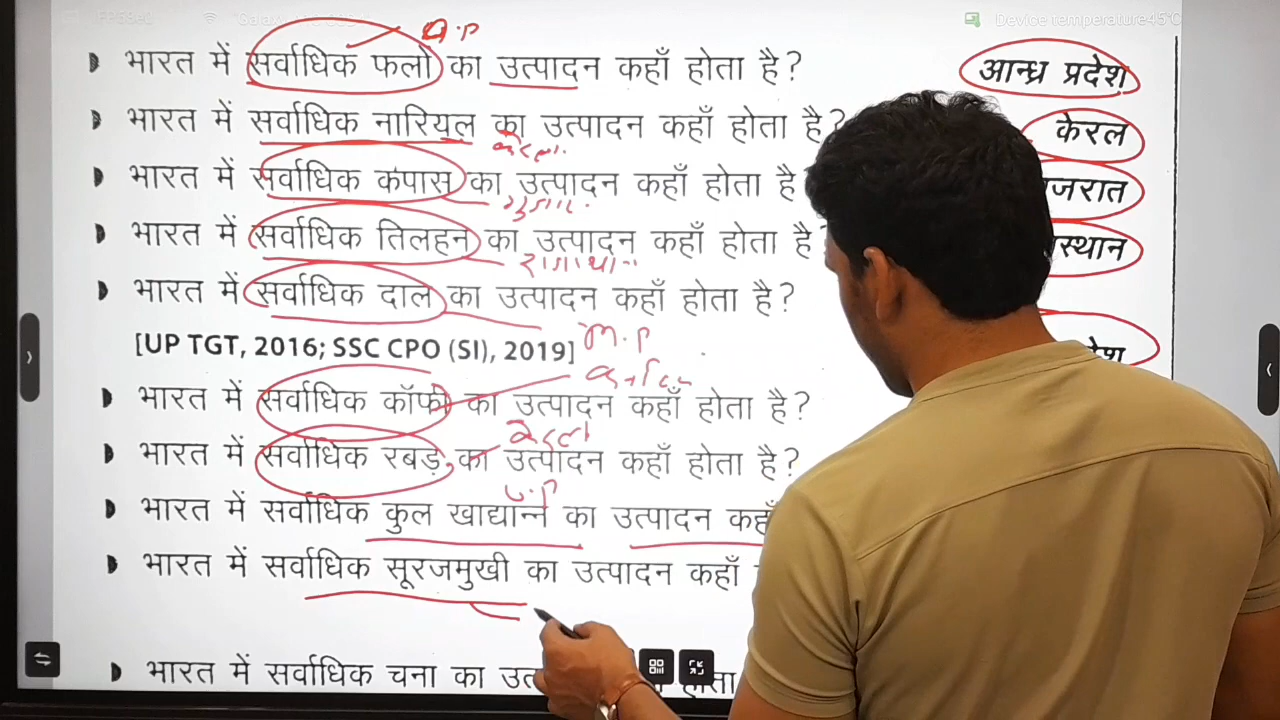 Device temperature45°C
A.P
भारत में सर्वाधिक फलों का उत्पादन कहाँ होता है? आन्ध्र प्रदेश
भारत में सर्वाधिक नारियल का उत्पादन कहाँ होता है? केरल
केरला
भारत में सर्वाधिक कपास का उत्पादन कहाँ होता है जरात
भारत में सर्वाधिक तिलहन का उत्पादन कहाँ होता है? स्थान
भारत में सर्वाधिक दाल का उत्पादन कहाँ होता है?
[UP TGT, 2016; SSC CPO (SI), 2019] M.P
भारत में सर्वाधिक कॉफी का उत्पादन कहाँ होता है?
केरला
भारत में सर्वाधिक रबड़ का उत्पादन कहाँ होता है?
U.P
भारत में सर्वाधिक कुल खाद्यान्न का उत्पादन कहाँ
भारत में सर्वाधिक सूरजमुखी का उत्पादन कहाँ
भारत में सर्वाधिक चना का